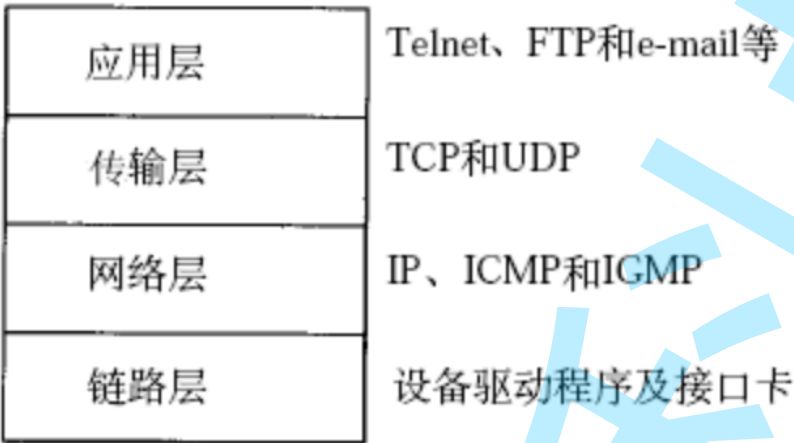 应用层 Telnet、FTP和e-mail等
传输层 TCP和UDP
网络层 IP、ICMP和IGMP
链路层 设备驱动程序及接口卡